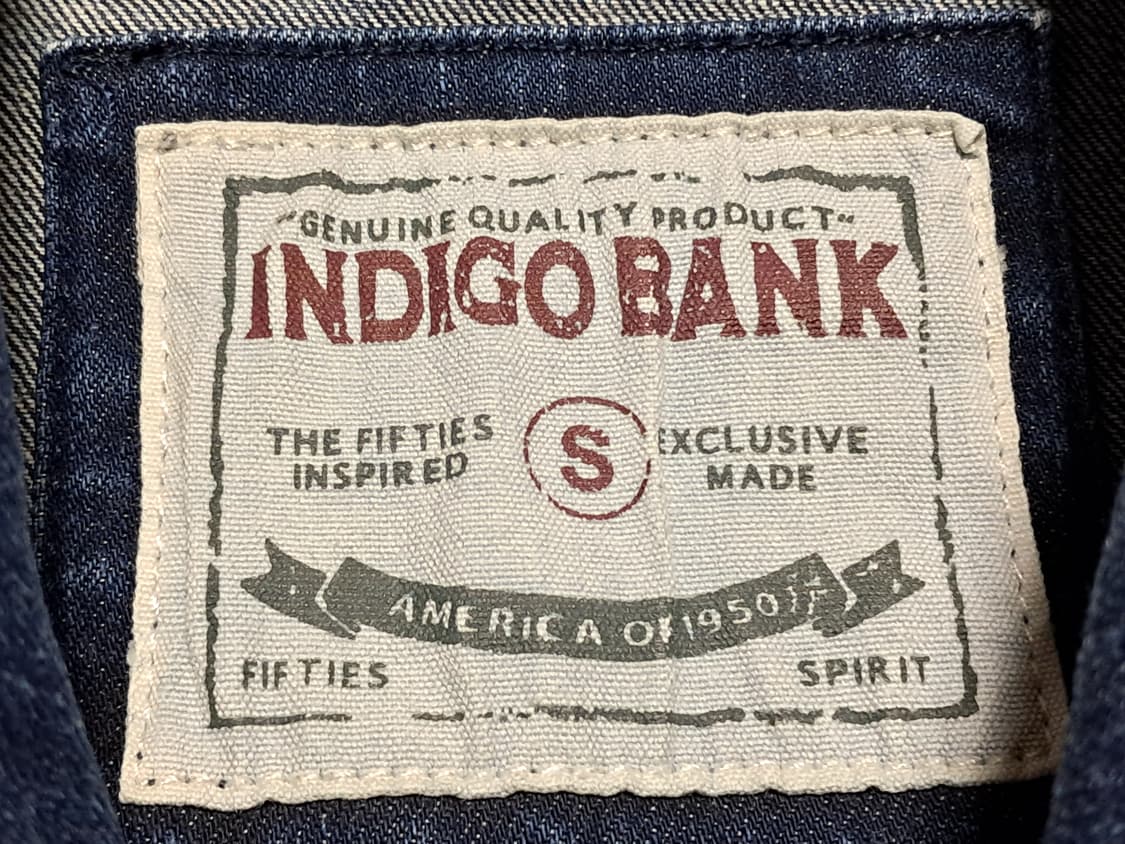 "GENUINE QUALITY PRODUCT"
INDIGO BANK
THE FIFTIES
INSPIRED
S
EXCLUSIVE
MADE
AMERICA OF 1950
FIFTIES
SPIRIT